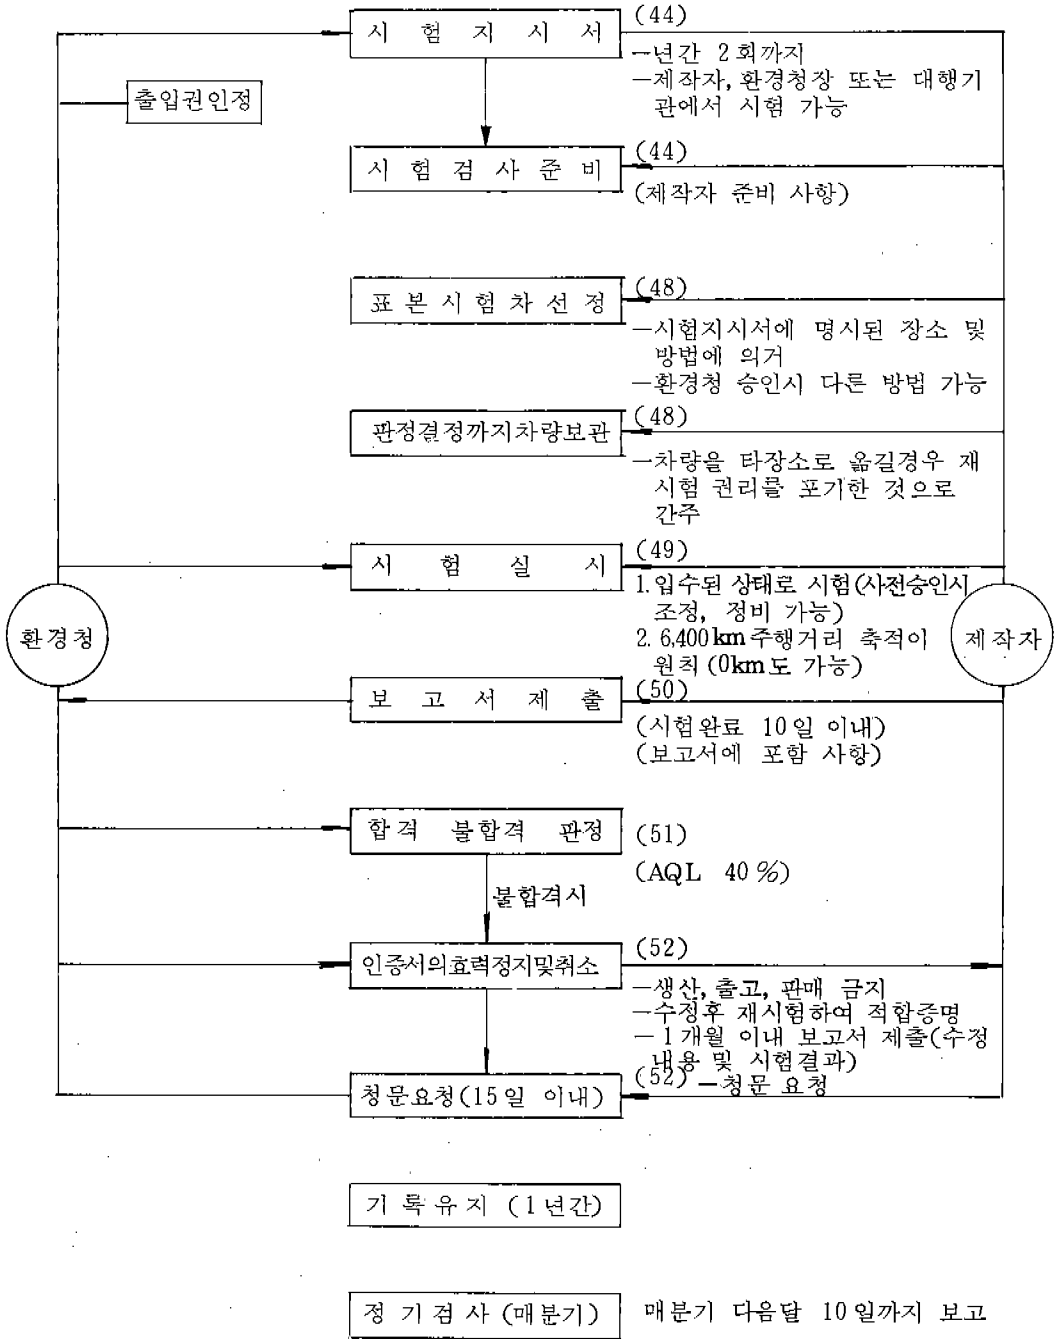 시 험 지 시 서 (44)
-년간 2회까지
-제작자, 환경청장 또는 대행기
관에서 시험 가능
출입권인정
시 험 검 사 준 비 (44)
(제작자 준비 사항)
표 본 시 험 차 선 정 (48)
-시험지시서에 명시된 장소 및
방법에 의거
-환경청 승인시 다른 방법 가능
판정결정까지차량보관 (48)
-차량을 타장소로 옮길경우 재
시험 권리를 포기한 것으로
간주
시 험 실 시 (49)
1. 입수된 상태로 시험(사전승인시
조정, 정비 가능)
환경청
제작자
2. 6,400km 주행거리 축적이
원칙 (0km도 가능)
보 고 서 제 출 (50)
(시험완료 10일 이내)
(보고서에 포함 사항)
합격 불합격 판정 (51)
(AQL 40%)
불합격시
인증서의효력정지및취소 (52)
-생산, 출고, 판매 금지
-수정후 재시험하여 적합증명
-1개월 이내 보고서 제출(수정
내용 및 시험결과)
청문요청(15일 이내) (52) -청문 요청
기 록 유 지 (1년간)
정 기 검 사 (매분기) 매분기 다음달 10일까지 보고